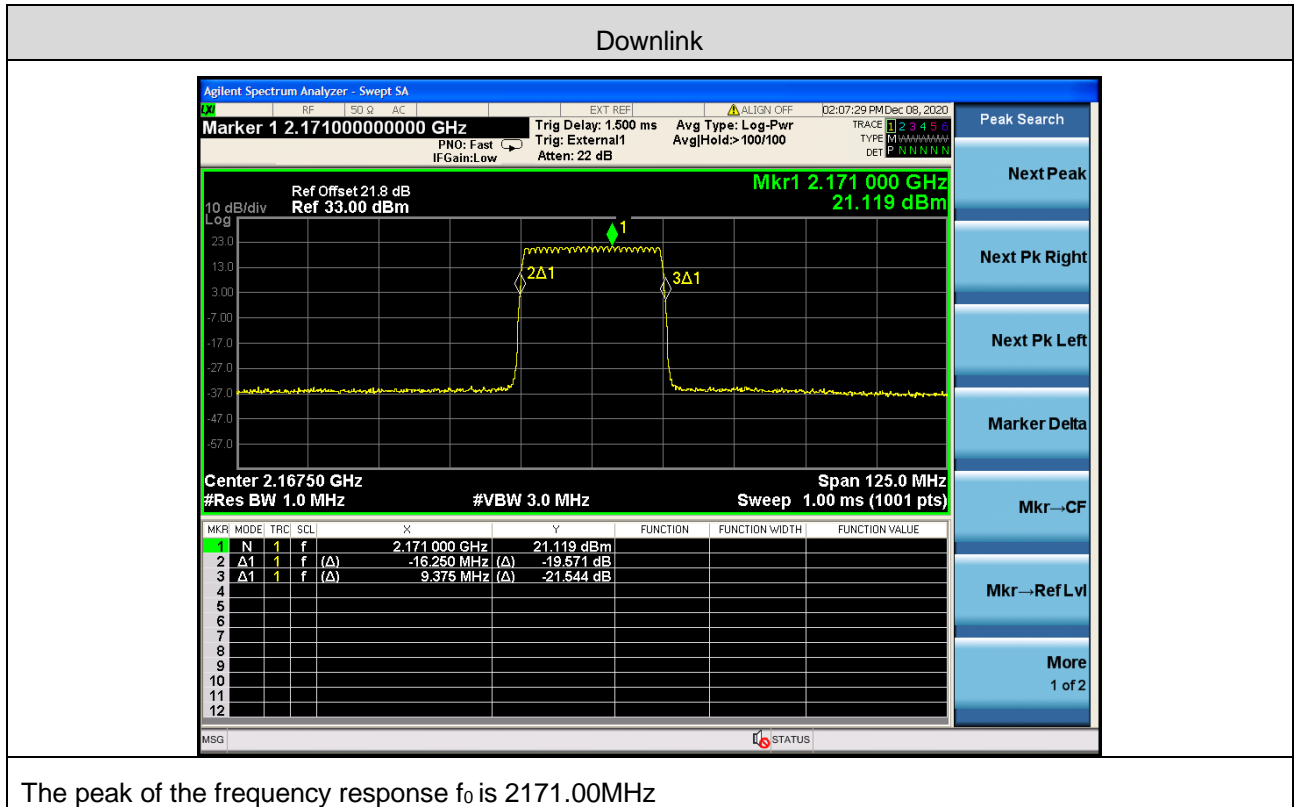 Downlink
Agilent Spectrum Analyzer - Swept SA
LXI RF 50 Ω AC EXT REF ALIGN OFF 02:07:29 PM Dec 08, 2020
Marker 1 2.171000000000 GHz
PNO: Fast
IFGain:Low
Trig Delay: 1.500 ms
Trig: External1
Atten: 22 dB
Avg Type: Log-Pwr
Avg|Hold:>100/100
TRACE 1 2 3 4 5 6
TYPE M WWWWW
DET P N N N N N
Peak Search
Next Peak
Next Pk Right
Next Pk Left
Marker Delta
Mkr→CF
Mkr→Ref Lvl
More
1 of 2
Mkr1 2.171 000 GHz
21.119 dBm
Ref Offset 21.8 dB
10 dB/div Ref 33.00 dBm
Log
23.0
13.0
3.00
-7.00
-17.0
-27.0
-37.0
-47.0
-57.0
1
2Δ1
3Δ1
Center 2.16750 GHz Span 125.0 MHz
#Res BW 1.0 MHz #VBW 3.0 MHz Sweep 1.00 ms (1001 pts)
MKR MODE TRC SCL X Y FUNCTION FUNCTION WIDTH FUNCTION VALUE
1 N 1 f 2.171 000 GHz 21.119 dBm
2 Δ1 1 f (Δ) -16.250 MHz (Δ) -19.571 dB
3 Δ1 1 f (Δ) 9.375 MHz (Δ) -21.544 dB
4
5
6
7
8
9
10
11
12
MSG STATUS
The peak of the frequency response f₀ is 2171.00MHz